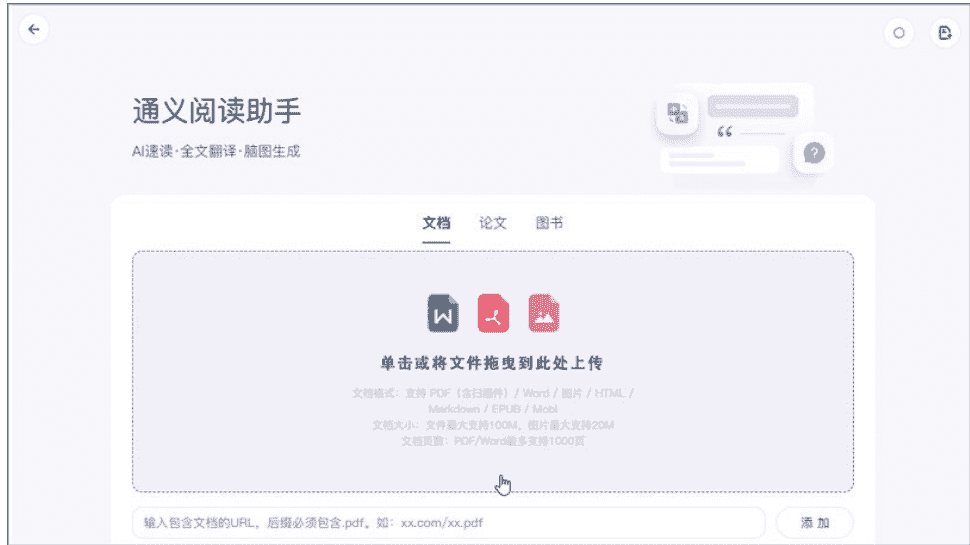 通义阅读助手
AI速读·全文翻译·脑图生成
文档 论文 图书
单击或将文件拖曳到此处上传
文档格式：支持 PDF（含扫描件）/ Word / 图片 / HTML /
Markdown / EPUB / Mobi
文档大小：文件最大支持100M，图片最大支持20M
文档页数：PDF/Word最多支持1000页
输入包含文档的URL，后缀必须包含.pdf。如：xx.com/xx.pdf
添加